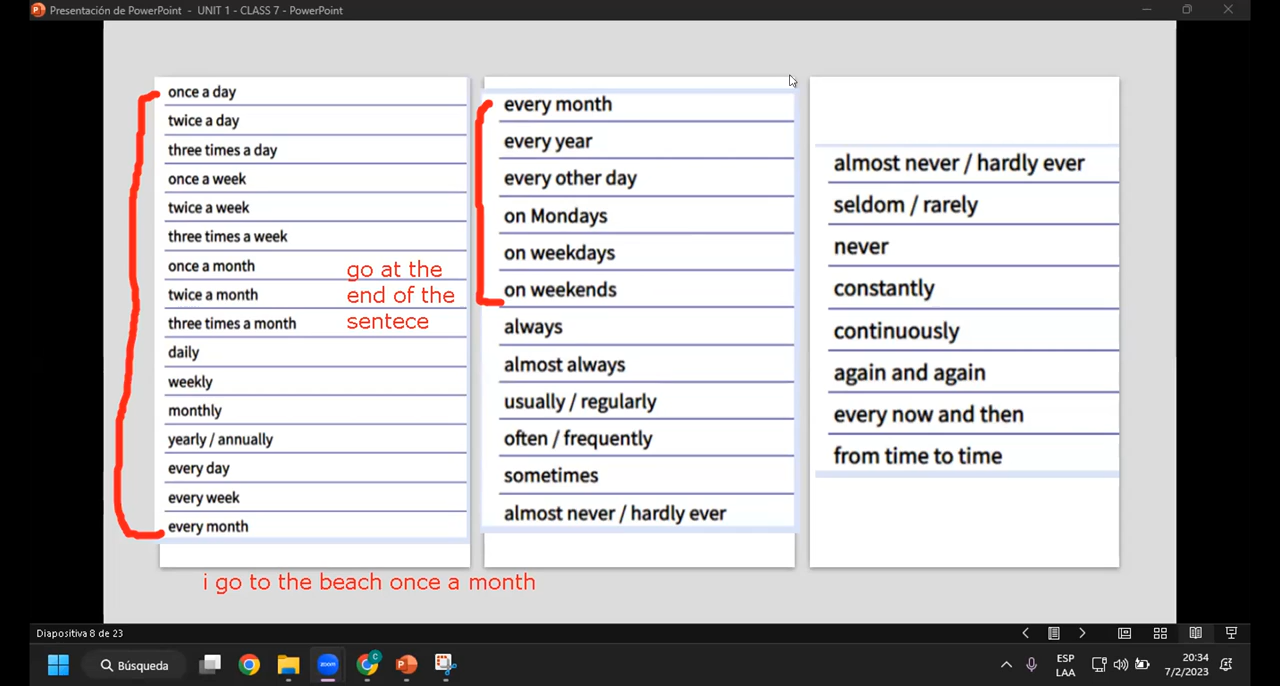 Presentación de PowerPoint - UNIT 1 - CLASS 7 - PowerPoint
once a day
twice a day
three times a day
once a week
twice a week
three times a week
once a month
twice a month
three times a month
daily
weekly
monthly
yearly / annually
every day
every week
every month
go at the
end of the
sentece
every month
every year
every other day
on Mondays
on weekdays
on weekends
always
almost always
usually / regularly
often / frequently
sometimes
almost never / hardly ever
almost never / hardly ever
seldom / rarely
never
constantly
continuously
again and again
every now and then
from time to time
i go to the beach once a month
Diapositiva 8 de 23
Búsqueda
zoom
ESP
LAA
20:34
7/2/2023